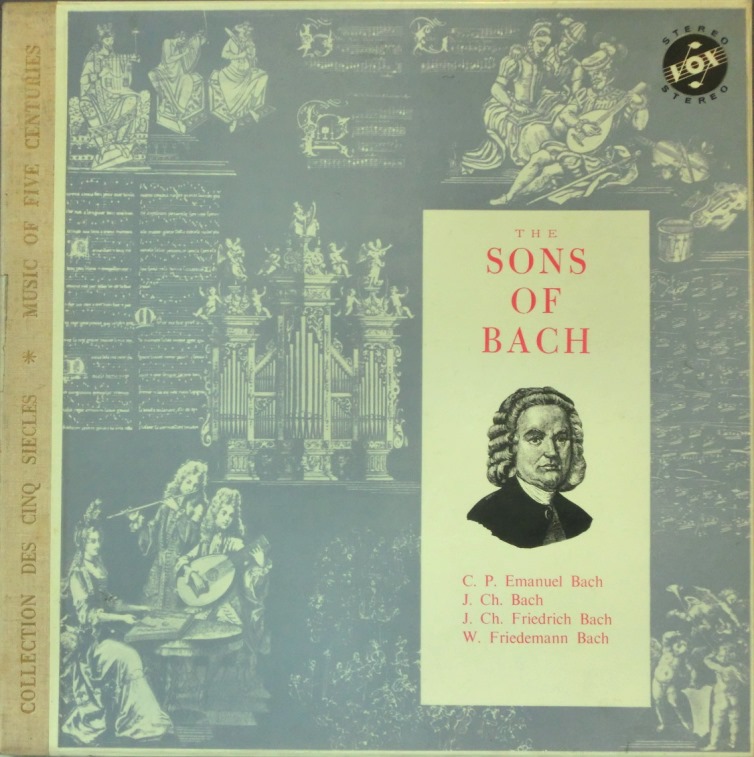 COLLECTION DES CINQ SIECLES * MUSIC OF FIVE CENTURIES
STEREO
VOX
STEREO
THE
SONS
OF
BACH
C. P. Emanuel Bach
J. Ch. Bach
J. Ch. Friedrich Bach
W. Friedemann Bach